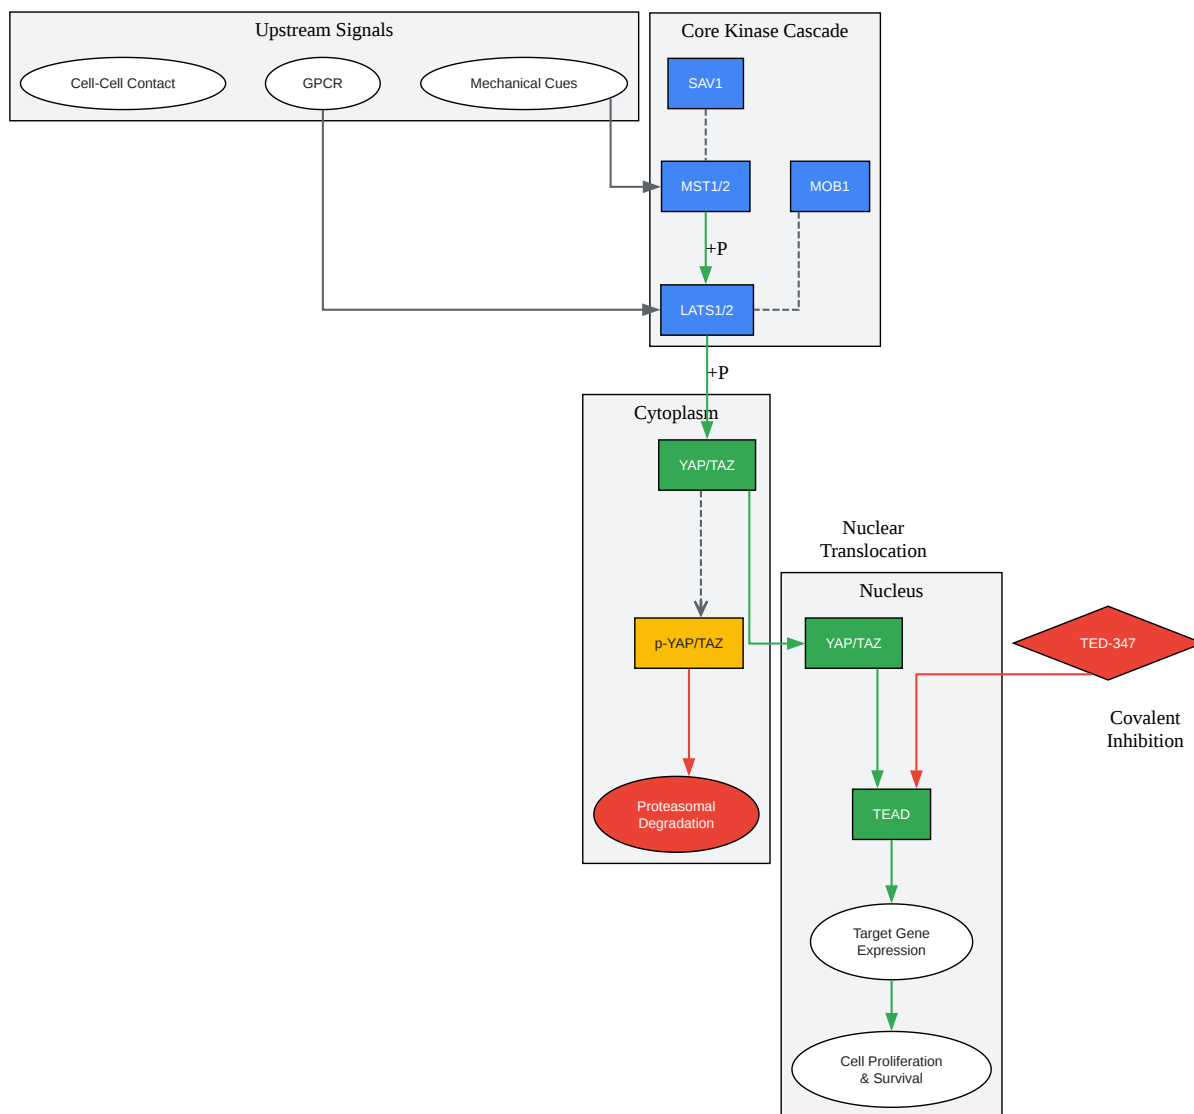 Upstream Signals
Cell-Cell Contact
GPCR
Mechanical Cues
Core Kinase Cascade
SAV1
MST1/2
MOB1
+P
LATS1/2
+P
Cytoplasm
YAP/TAZ
p-YAP/TAZ
Proteasomal
Degradation
Nuclear
Translocation
Nucleus
YAP/TAZ
TED-347
Covalent
Inhibition
TEAD
Target Gene
Expression
Cell Proliferation
& Survival